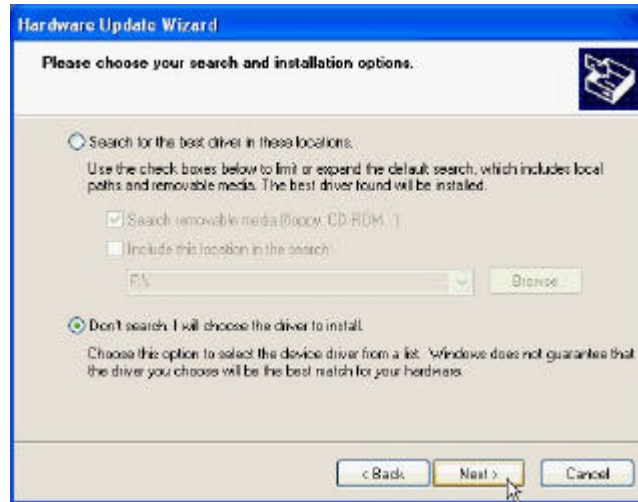 Hardware Update Wizard
Please choose your search and installation options.
Search for the best driver in these locations.
Use the check boxes below to limit or expand the default search, which includes local
paths and removable media. The best driver found will be installed.
Search removable media (floppy, CD-ROM...)
Include this location in the search:
F:\
Browse
Don't search. I will choose the driver to install.
Choose this option to select the device driver from a list. Windows does not guarantee that
the driver you choose will be the best match for your hardware.
< Back
Next >
Cancel